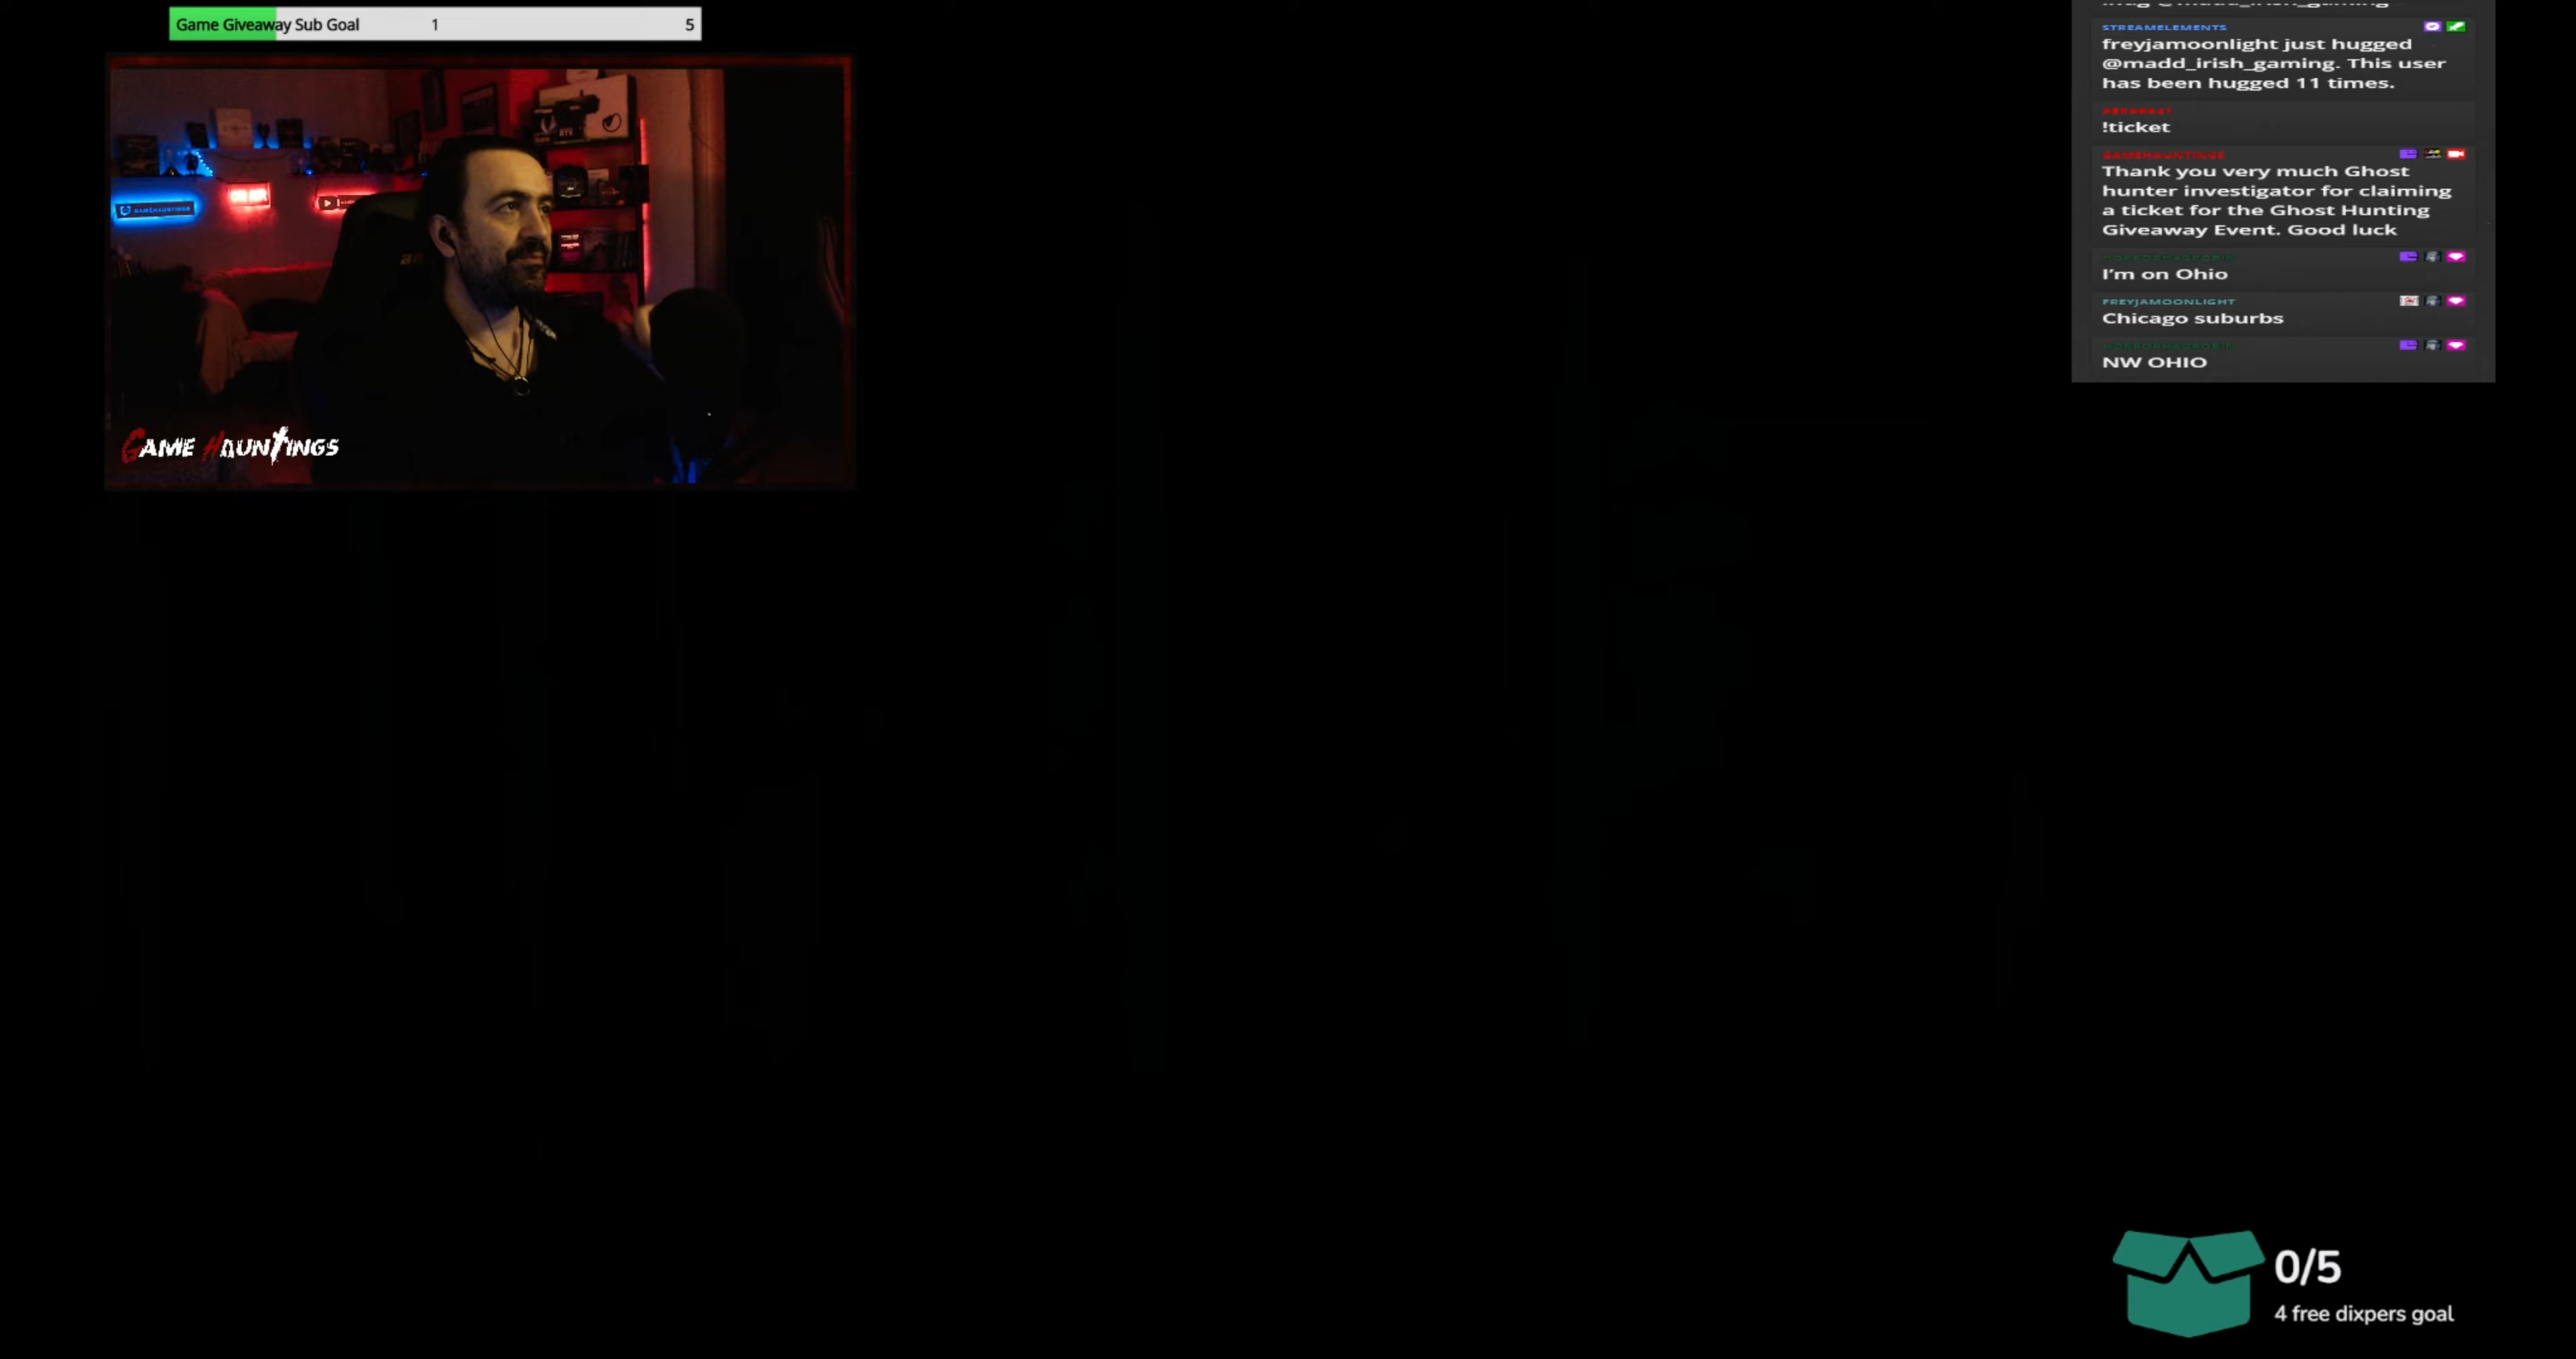 Game Giveaway Sub Goal 1 5
GAME HAUNTINGS
STREAMELEMENTS
freyjamoonlight just hugged
@madd_irish_gaming. This user
has been hugged 11 times.
!ticket
GAMEHAUNTINGS
Thank you very much Ghost
hunter investigator for claiming
a ticket for the Ghost Hunting
Giveaway Event. Good luck
I'm on Ohio
FREYJAMOONLIGHT
Chicago suburbs
NW OHIO
0/5
4 free dixpers goal